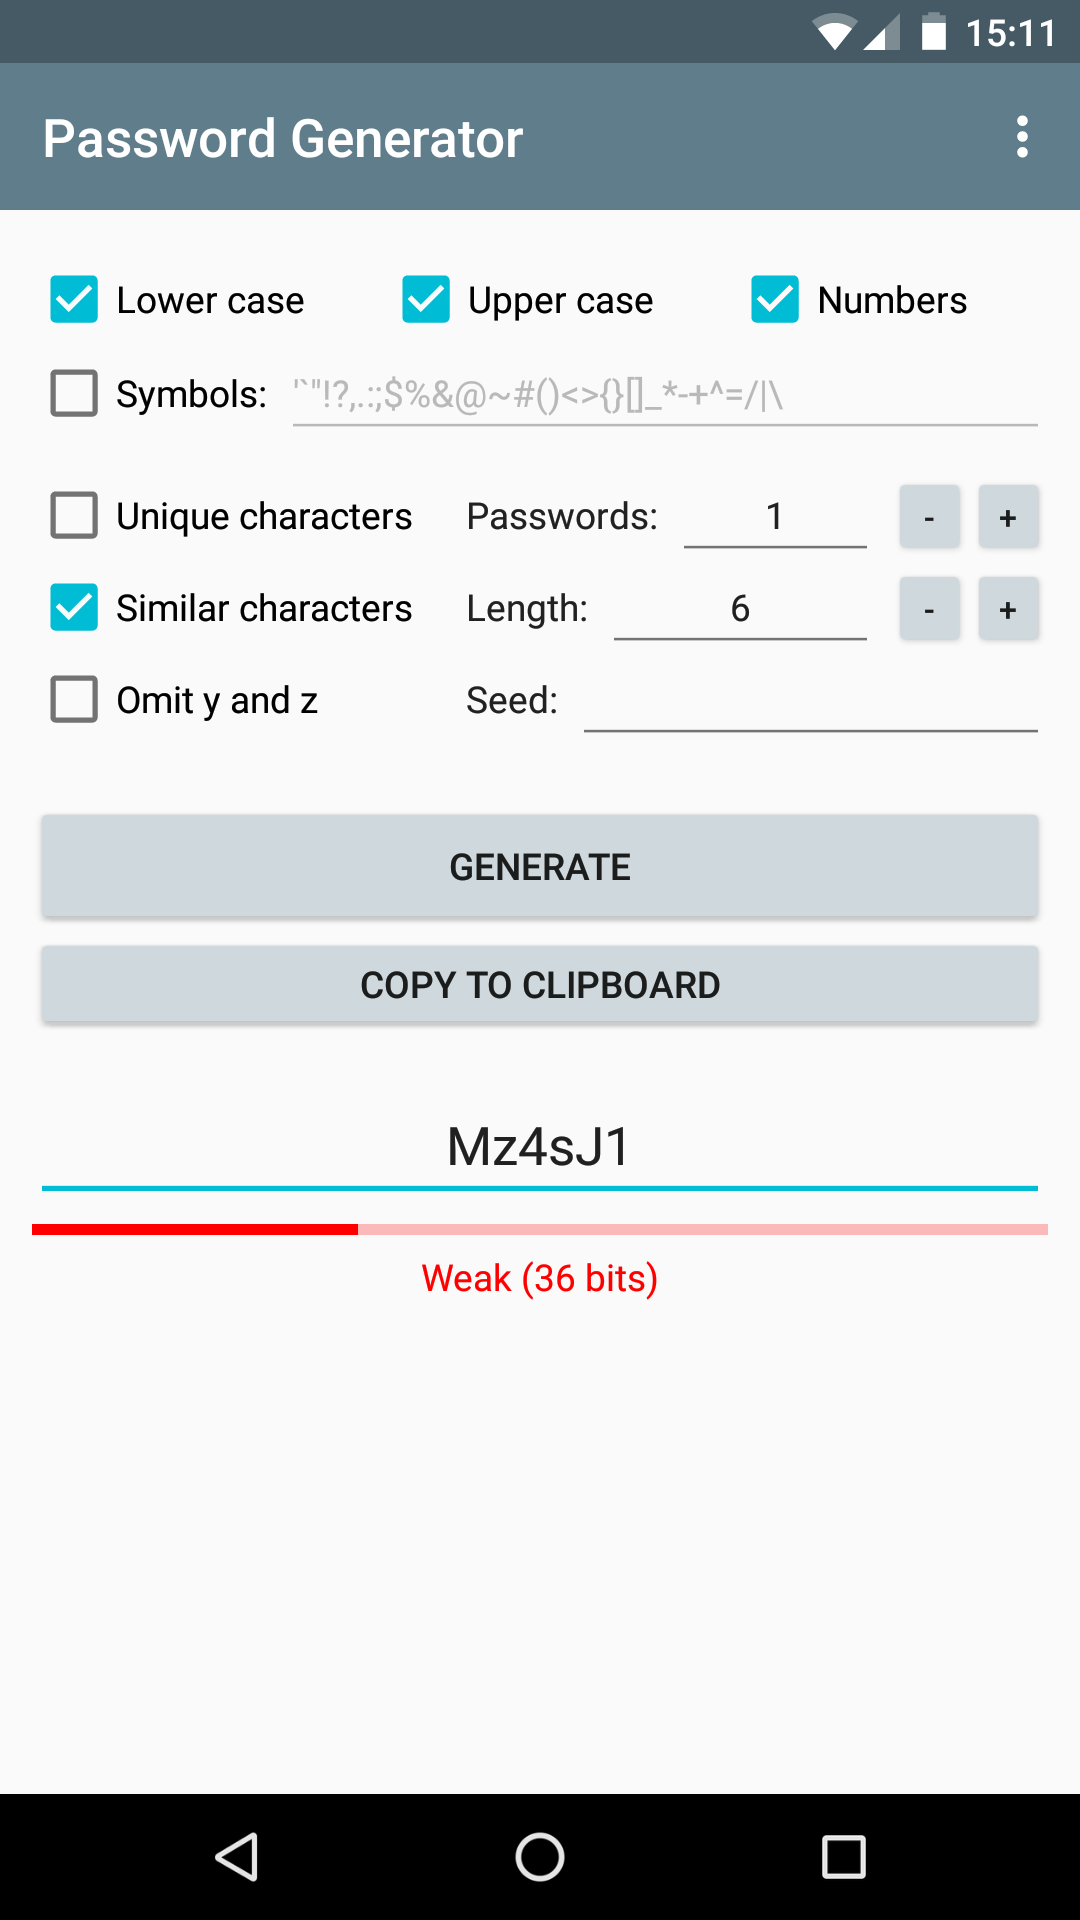 15:11
Password Generator
Lower case Upper case Numbers
Symbols: '`"!?,.:;$%&@~#()<>{}[]_*-+^=/|\
Unique characters Passwords: 1 - +
Similar characters Length: 6 - +
Omit y and z Seed:
GENERATE
COPY TO CLIPBOARD
Mz4sJ1
Weak (36 bits)